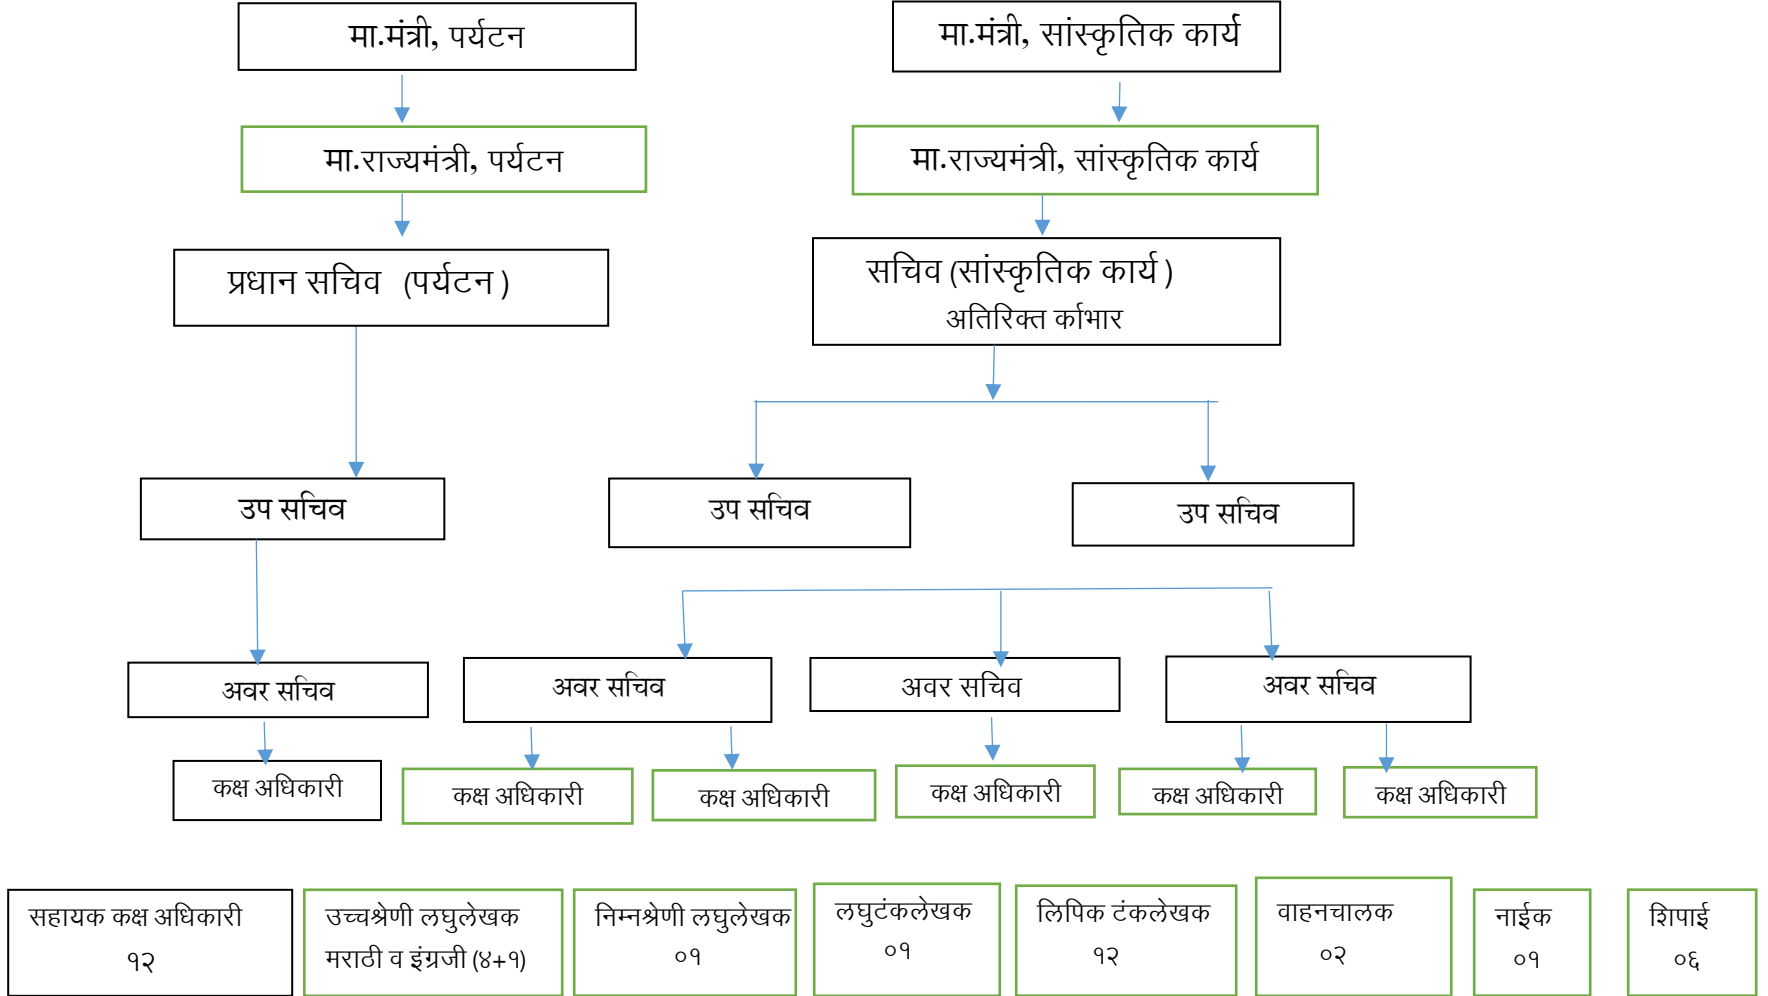 मा.मंत्री, पर्यटन
मा.मंत्री, सांस्कृतिक कार्य
मा.राज्यमंत्री, पर्यटन
मा.राज्यमंत्री, सांस्कृतिक कार्य
प्रधान सचिव (पर्यटन )
सचिव (सांस्कृतिक कार्य )
अतिरिक्त र्काभार
उप सचिव
उप सचिव
उप सचिव
अवर सचिव
अवर सचिव
अवर सचिव
अवर सचिव
कक्ष अधिकारी
कक्ष अधिकारी
कक्ष अधिकारी
कक्ष अधिकारी
कक्ष अधिकारी
कक्ष अधिकारी
सहायक कक्ष अधिकारी
१२
उच्चश्रेणी लघुलेखक
मराठी व इंग्रजी (४+१)
निम्नश्रेणी लघुलेखक
०१
लघुटंकलेखक
०१
लिपिक टंकलेखक
१२
वाहनचालक
०२
नाईक
०१
शिपाई
०६